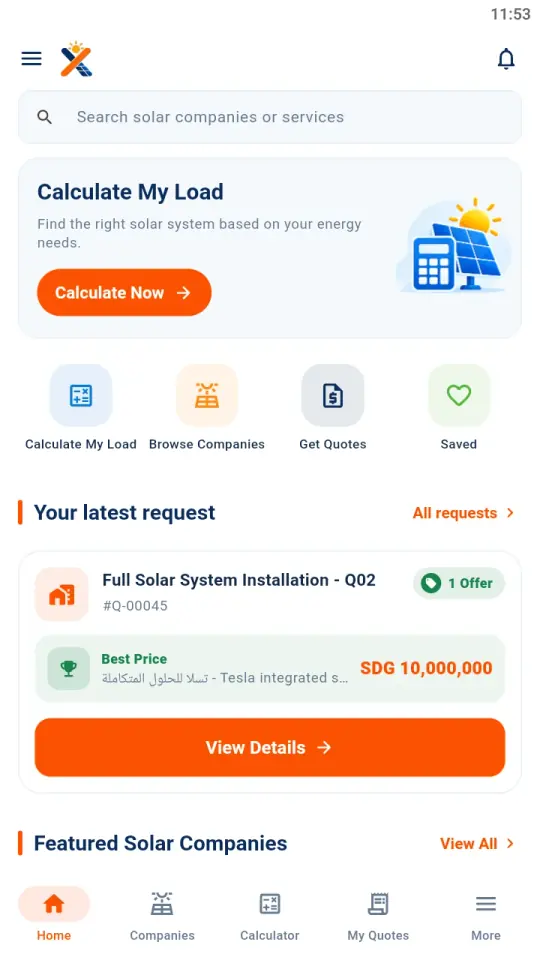 11:53
Search solar companies or services
Calculate My Load
Find the right solar system based on your energy
needs.
Calculate Now
Calculate My Load
Browse Companies
Get Quotes
Saved
Your latest request
All requests
Full Solar System Installation - Q02
#Q-00045
1 Offer
Best Price
تسلا للحلول المتكاملة - Tesla integrated s...
SDG 10,000,000
View Details
Featured Solar Companies
View All
Home
Companies
Calculator
My Quotes
More